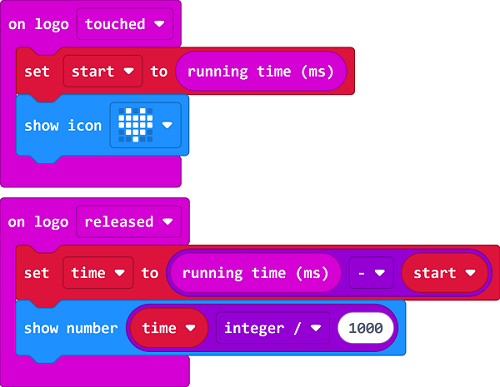 on logo touched
set start to running time (ms)
show icon
on logo released
set time to running time (ms) - start
show number time integer / 1000